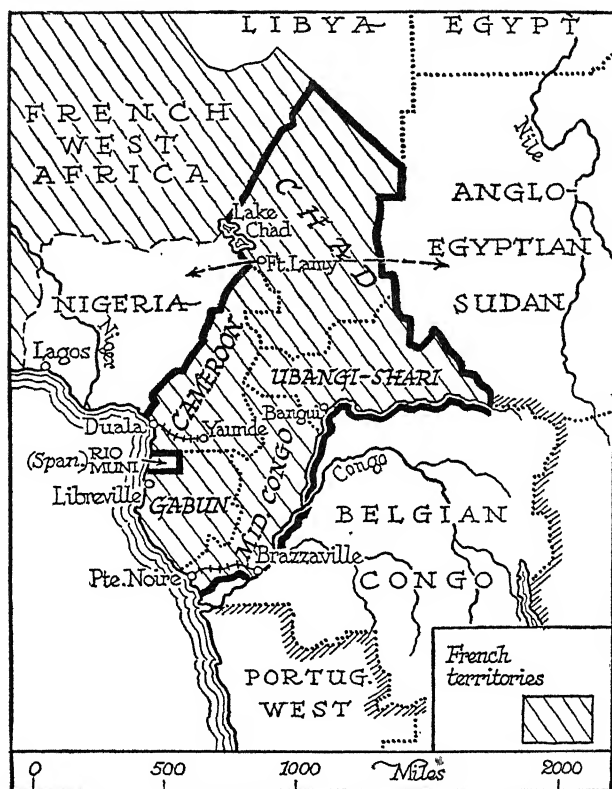 LIBYA
EGYPT
FRENCH
WEST
AFRICA
Nile
CHAD
Lake
Chad
ANGLO-
EGYPTIAN
SUDAN
Ft. Lamy
NIGERIA
Niger
Lagos
CAMEROON
UBANGI-SHARI
Duala
Yaunde
Bangui
(Span.) RIO
MUNI
Libreville
GABUN
MID. CONGO
Congo
BELGIAN
CONGO
Pte. Noire
Brazzaville
PORTUG.
WEST
French
territories
0 500 1000 Miles 2000